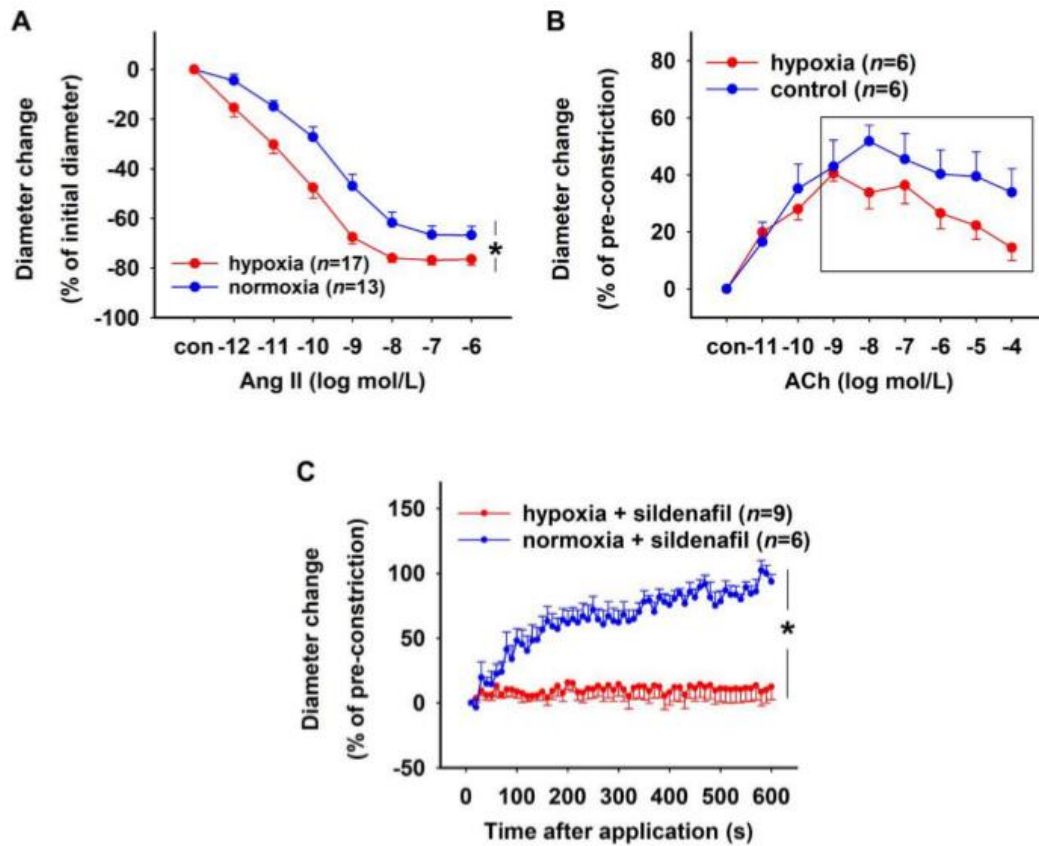 A
Diameter change
(% of initial diameter)
0
-20
-40
-60
-80
-100
hypoxia (n=17)
normoxia (n=13)
*
con -12 -11 -10 -9 -8 -7 -6
Ang II (log mol/L)
B
Diameter change
(% of pre-constriction)
80
60
40
20
0
hypoxia (n=6)
control (n=6)
con-11 -10 -9 -8 -7 -6 -5 -4
ACh (log mol/L)
C
Diameter change
(% of pre-constriction)
150
100
50
0
-50
hypoxia + sildenafil (n=9)
normoxia + sildenafil (n=6)
*
0 100 200 300 400 500 600
Time after application (s)